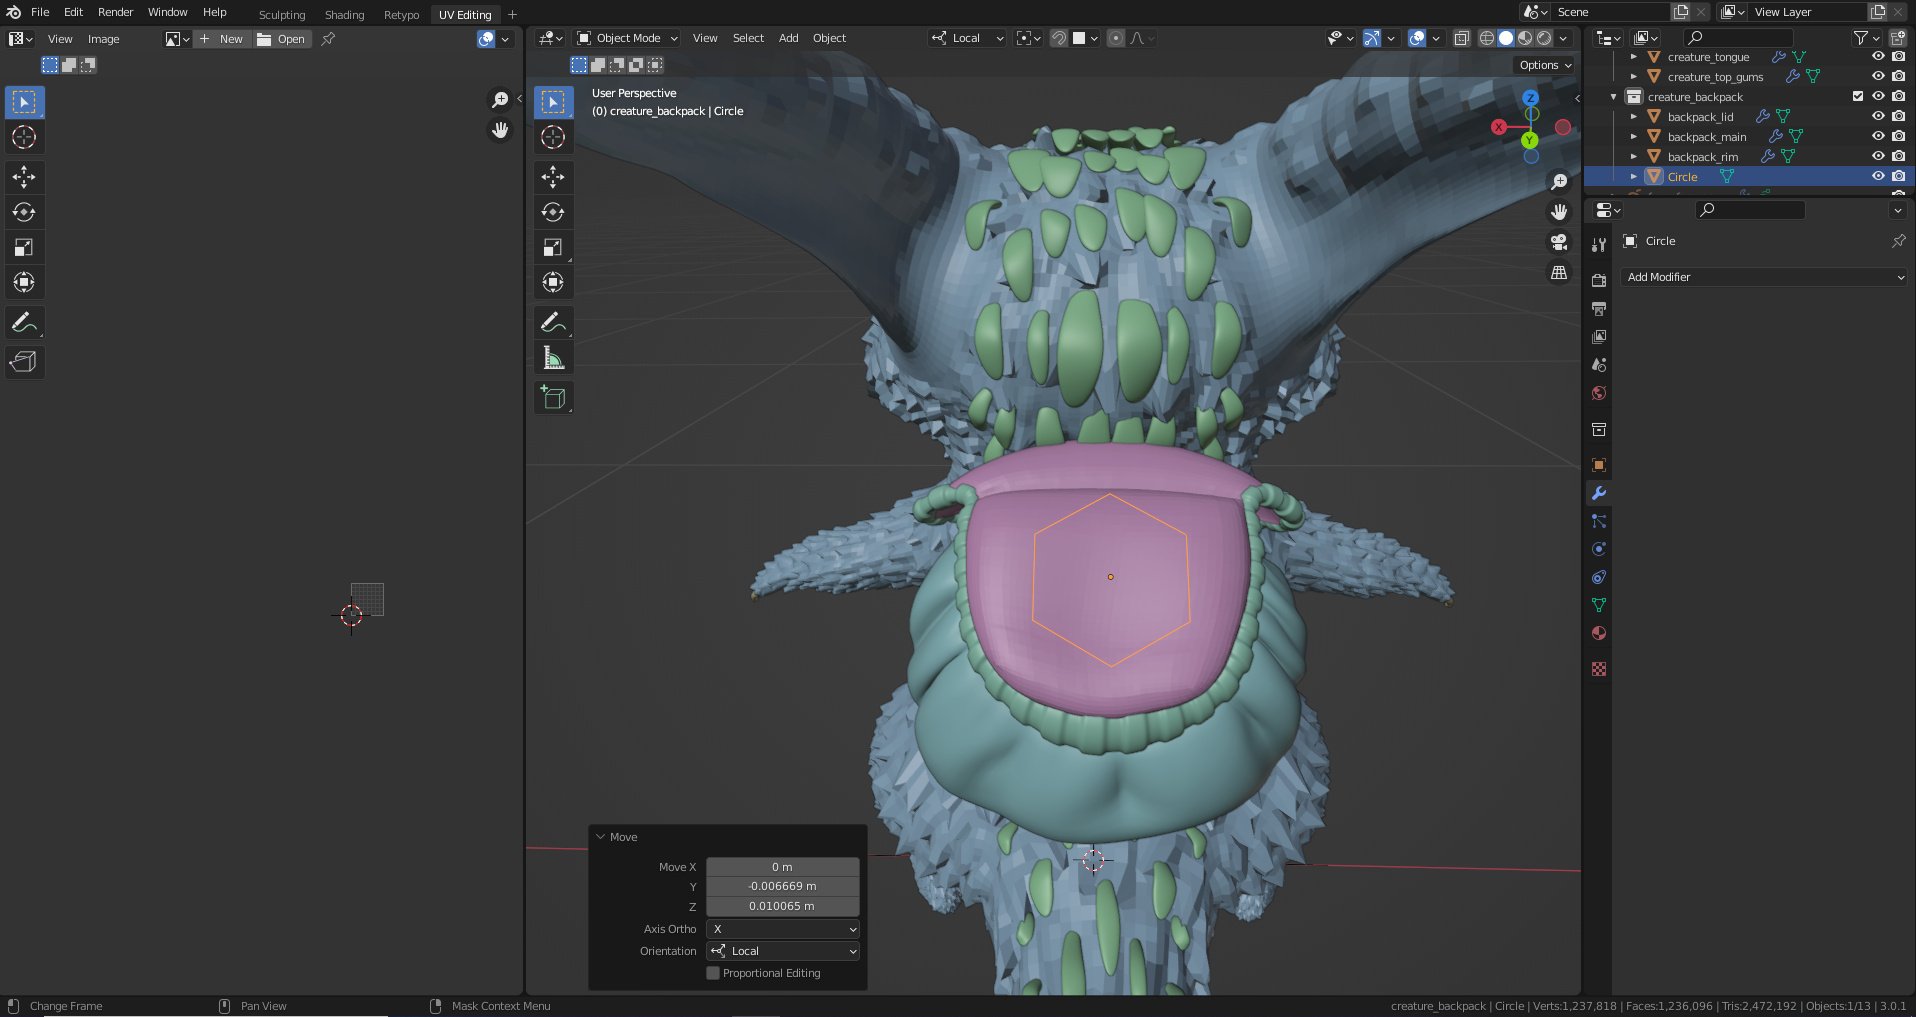 File Edit Render Window Help Sculpting Shading Retypo UV Editing Scene View Layer
View Image New Open Object Mode View Select Add Object Local
Options
User Perspective
(0) creature_backpack | Circle
Z
X
Y
creature_tongue
creature_top_gums
creature_backpack
backpack_lid
backpack_main
backpack_rim
Circle
Circle
Add Modifier
Move
Move X 0 m
Y -0.006669 m
Z 0.010065 m
Axis Ortho X
Orientation Local
Proportional Editing
Change Frame Pan View Mask Context Menu creature_backpack | Circle | Verts:1,237,818 | Faces:1,236,096 | Tris:2,472,192 | Objects:1/13 | 3.0.1